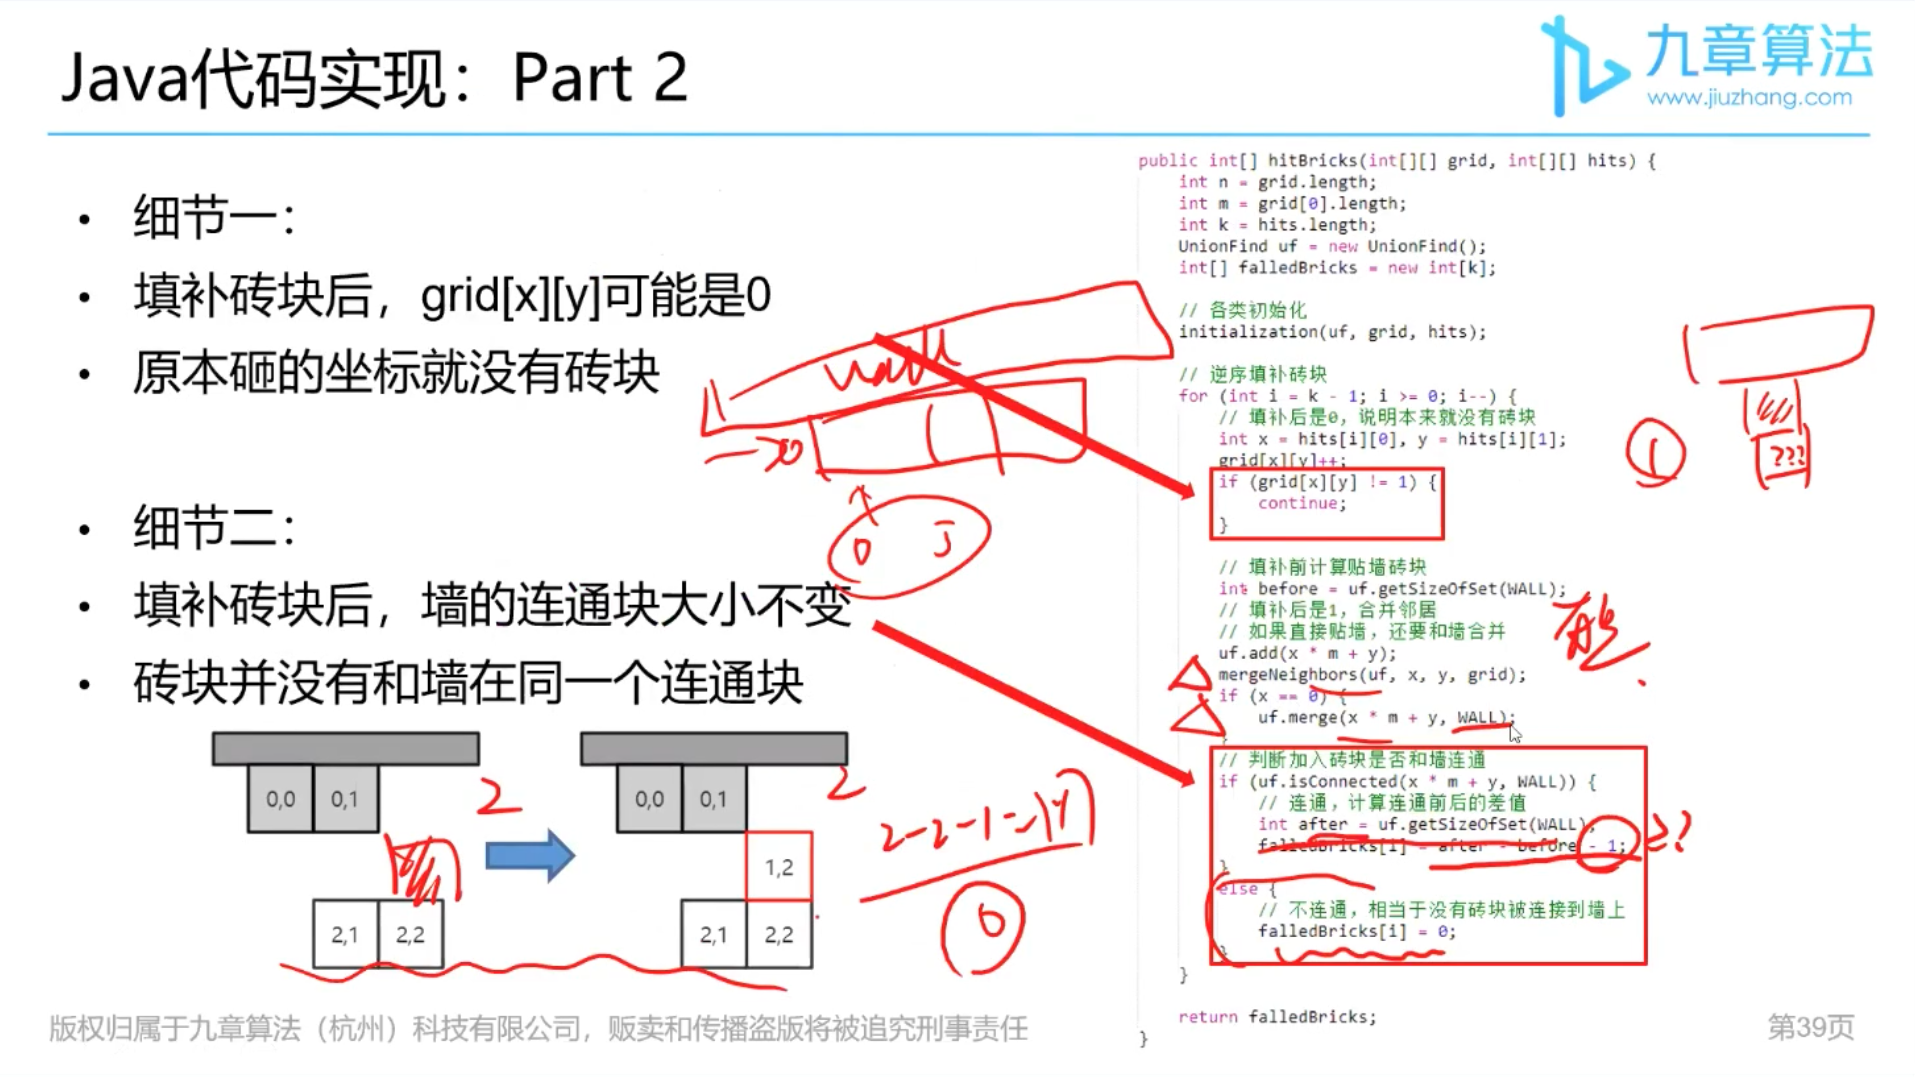 Java代码实现：Part 2
九章算法
www.jiuzhang.com
• 细节一：
• 填补砖块后，grid[x][y]可能是0
• 原本砸的坐标就没有砖块
• 细节二：
• 填补砖块后，墙的连通块大小不变
• 砖块并没有和墙在同一个连通块
wall
0
0,0 0,1
2
2,1 2,2
0,0 0,1
2
1,2
2,1 2,2
2-2-1=-1
0
public int[] hitBricks(int[][] grid, int[][] hits) {
int n = grid.length;
int m = grid[0].length;
int k = hits.length;
UnionFind uf = new UnionFind();
int[] falledBricks = new int[k];
// 各类初始化
initialization(uf, grid, hits);
// 逆序填补砖块
for (int i = k - 1; i >= 0; i--) {
// 填补后是0，说明本来就没有砖块
int x = hits[i][0], y = hits[i][1];
grid[x][y]++;
if (grid[x][y] != 1) {
continue;
}
// 填补前计算贴墙砖块
int before = uf.getSizeOfSet(WALL);
// 填补后是1，合并邻居
// 如果直接贴墙，还要和墙合并
uf.add(x * m + y);
mergeNeighbors(uf, x, y, grid);
if (x == 0) {
uf.merge(x * m + y, WALL);
}
// 判断加入砖块是否和墙连通
if (uf.isConnected(x * m + y, WALL)) {
// 连通，计算连通前后的差值
int after = uf.getSizeOfSet(WALL);
falledBricks[i] = after - before - 1;
}
else {
// 不连通，相当于没有砖块被连接到墙上
falledBricks[i] = 0;
}
}
return falledBricks;
}
1
???
版权归属于九章算法（杭州）科技有限公司，贩卖和传播盗版将被追究刑事责任
第39页